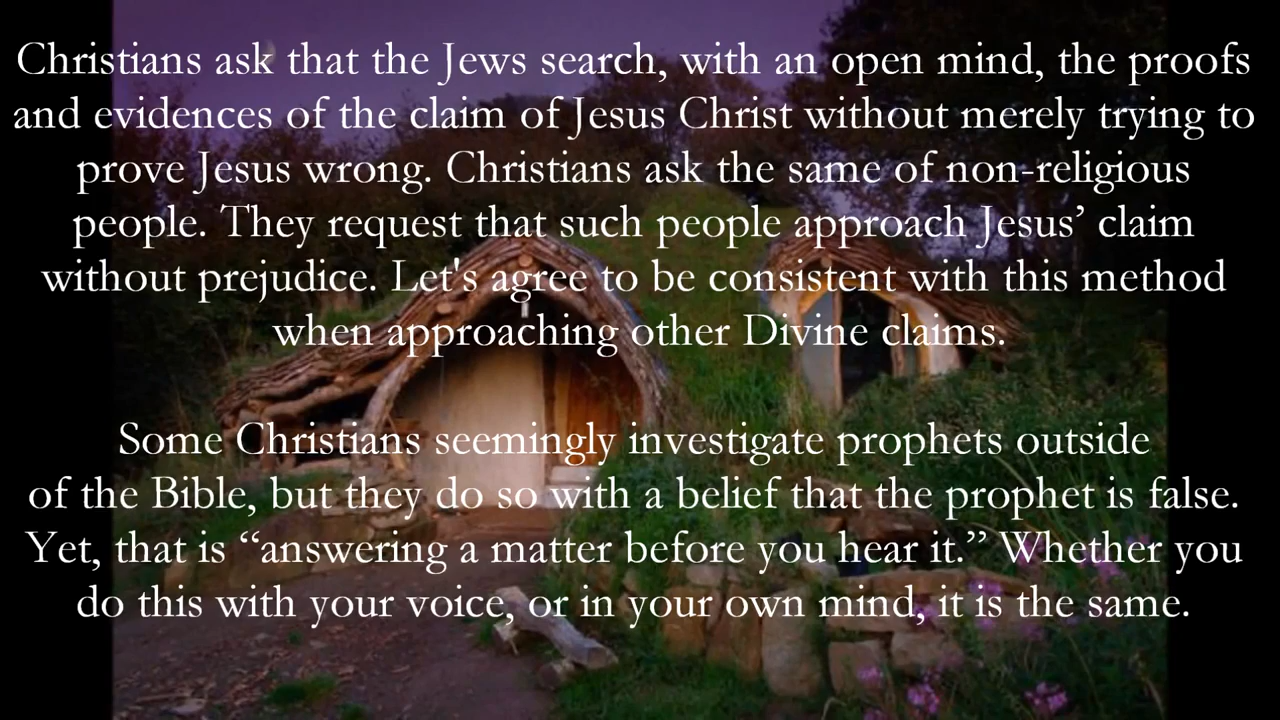 Christians ask that the Jews search, with an open mind, the proofs
and evidences of the claim of Jesus Christ without merely trying to
prove Jesus wrong. Christians ask the same of non-religious
people. They request that such people approach Jesus’ claim
without prejudice. Let's agree to be consistent with this method
when approaching other Divine claims.
Some Christians seemingly investigate prophets outside
of the Bible, but they do so with a belief that the prophet is false.
Yet, that is “answering a matter before you hear it.” Whether you
do this with your voice, or in your own mind, it is the same.